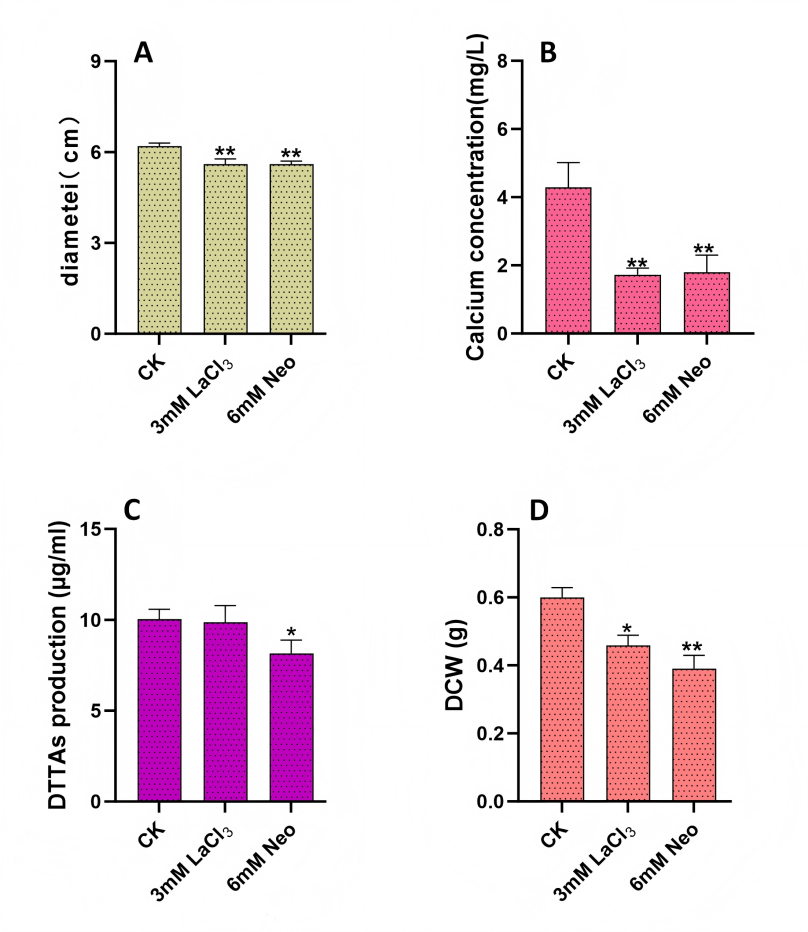 A
diametei( cm)
9
6
3
0
** **
CK
3mM LaCl₃
6mM Neo
B
Calcium concentration(mg/L)
8
6
4
2
0
** **
CK
3mM LaCl₃
6mM Neo
C
DTTAs production (µg/ml)
15
10
5
0
*
CK
3mM LaCl₃
6mM Neo
D
DCW (g)
0.8
0.6
0.4
0.2
0.0
* **
CK
3mM LaCl₃
6mM Neo